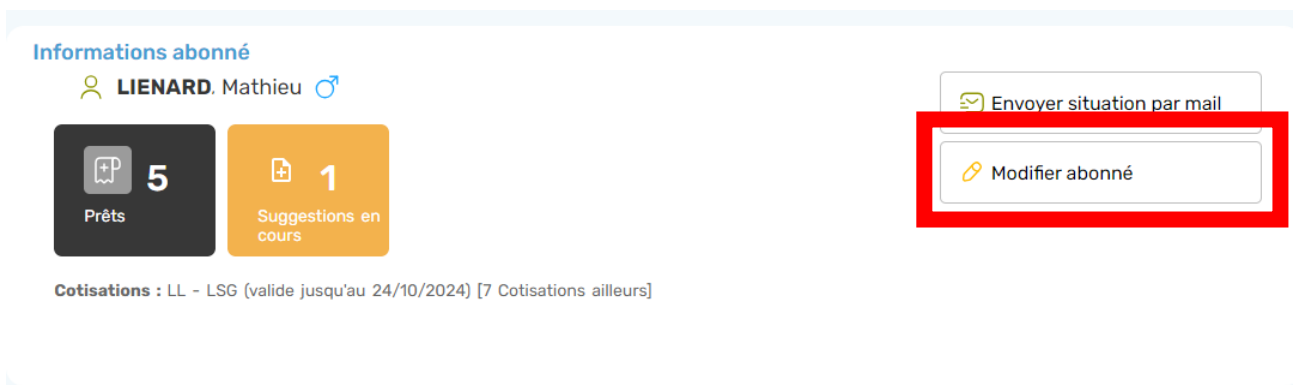 Informations abonné
LIENARD, Mathieu
Envoyer situation par mail
Modifier abonné
5
Prêts
1
Suggestions en
cours
Cotisations : LL - LSG (valide jusqu'au 24/10/2024) [7 Cotisations ailleurs]